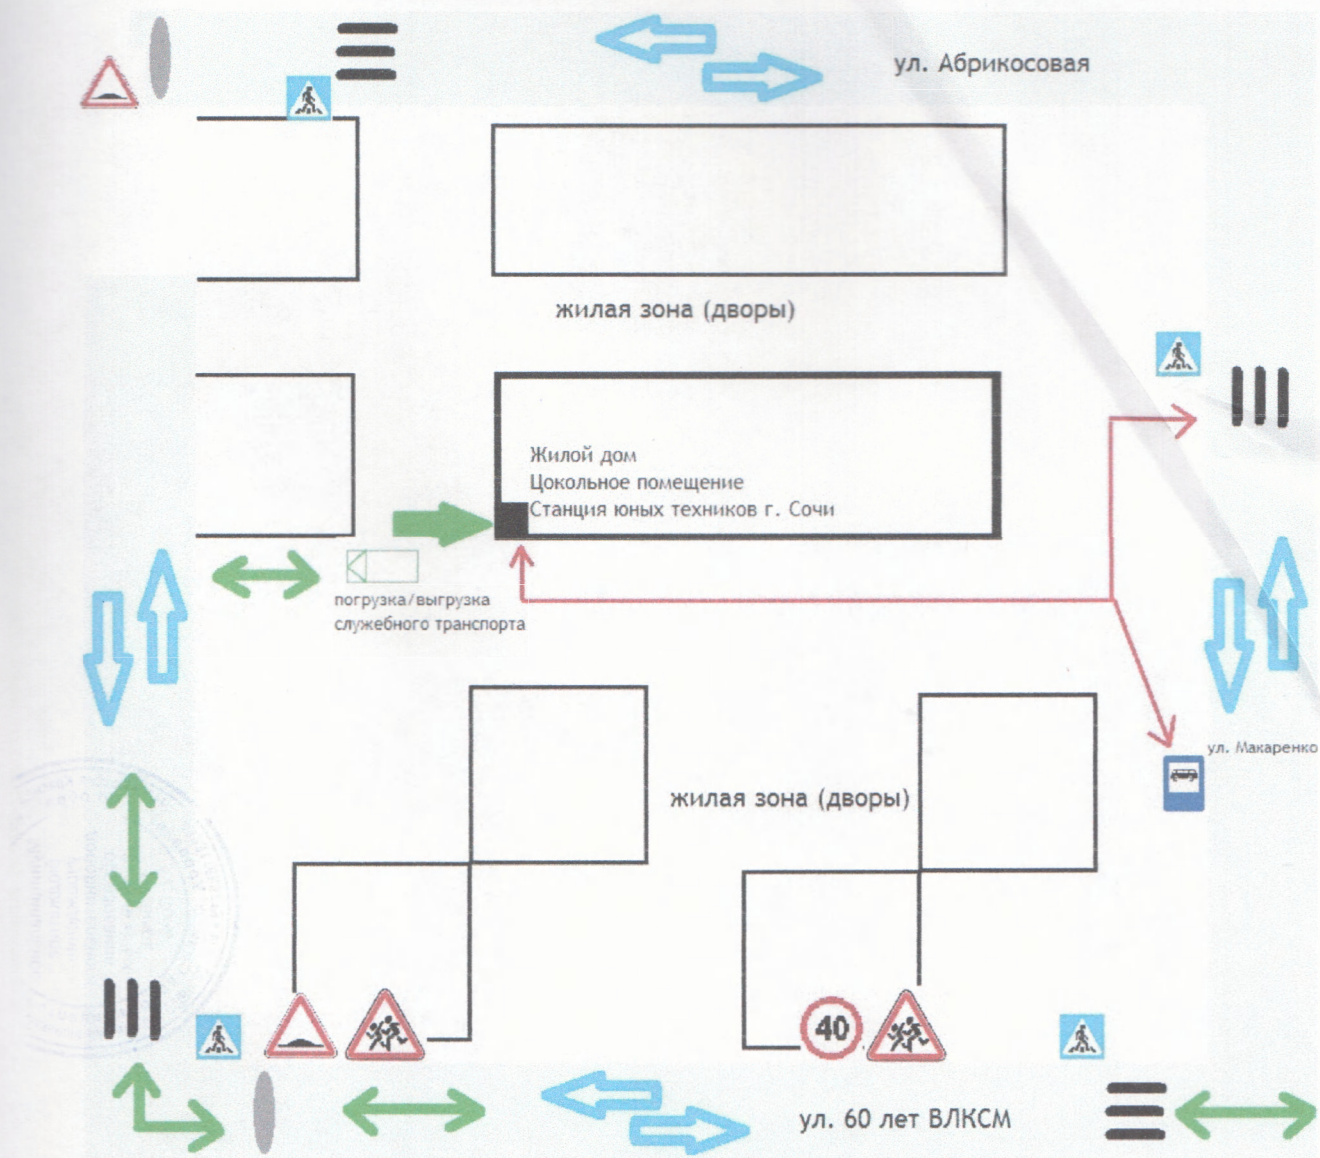 ул. Абрикосовая
жилая зона (дворы)
Жилой дом
Цокольное помещение
Станция юных техников г. Сочи
погрузка/выгрузка
служебного транспорта
ул. Макаренко
жилая зона (дворы)
40
ул. 60 лет ВЛКСМ